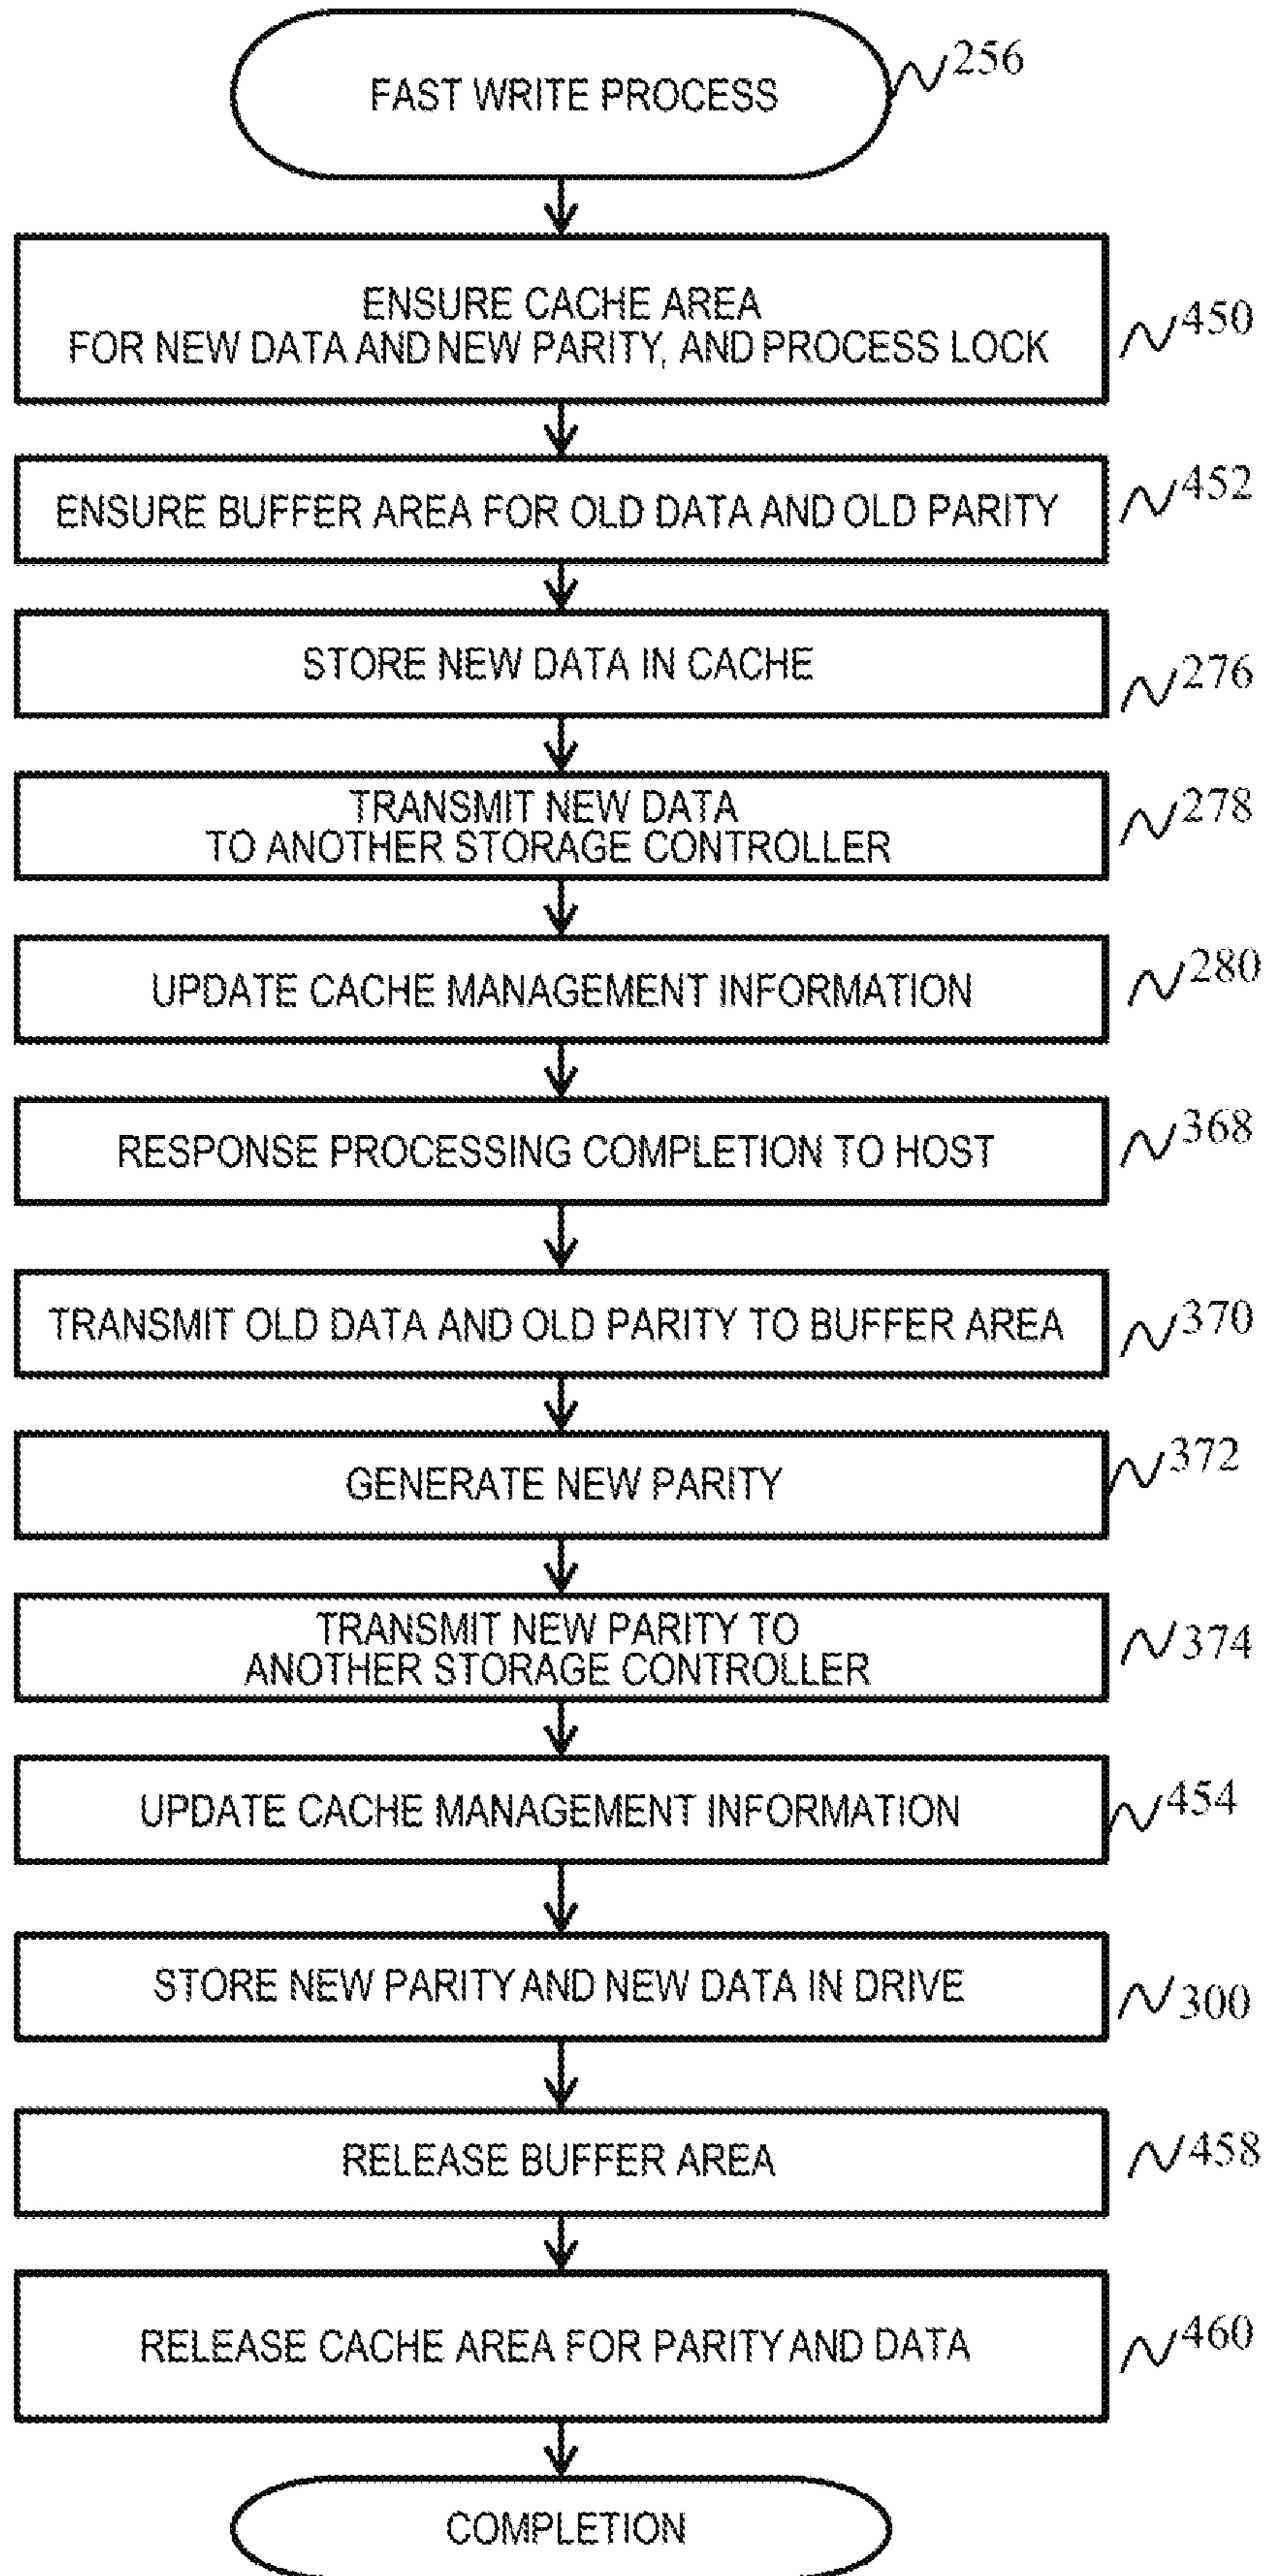 FAST WRITE PROCESS
256
ENSURE CACHE AREA
FOR NEW DATA AND NEW PARITY, AND PROCESS LOCK
450
ENSURE BUFFER AREA FOR OLD DATA AND OLD PARITY
452
STORE NEW DATA IN CACHE
276
TRANSMIT NEW DATA
TO ANOTHER STORAGE CONTROLLER
278
UPDATE CACHE MANAGEMENT INFORMATION
280
RESPONSE PROCESSING COMPLETION TO HOST
368
TRANSMIT OLD DATA AND OLD PARITY TO BUFFER AREA
370
GENERATE NEW PARITY
372
TRANSMIT NEW PARITY TO
ANOTHER STORAGE CONTROLLER
374
UPDATE CACHE MANAGEMENT INFORMATION
454
STORE NEW PARITY AND NEW DATA IN DRIVE
300
RELEASE BUFFER AREA
458
RELEASE CACHE AREA FOR PARITY AND DATA
460
COMPLETION